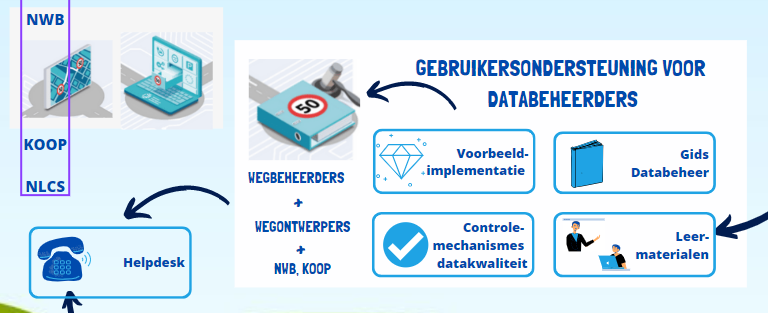 NWB
KOOP
NLCS
Helpdesk
50
WEGBEHEERDERS
+
WEGONTWERPERS
+
NWB, KOOP
GEBRUIKERSONDERSTEUNING VOOR
DATABEHEERDERS
Voorbeeld-
implementatie
Gids
Databeheer
Controle-
mechanismes
datakwaliteit
Leer-
materialen